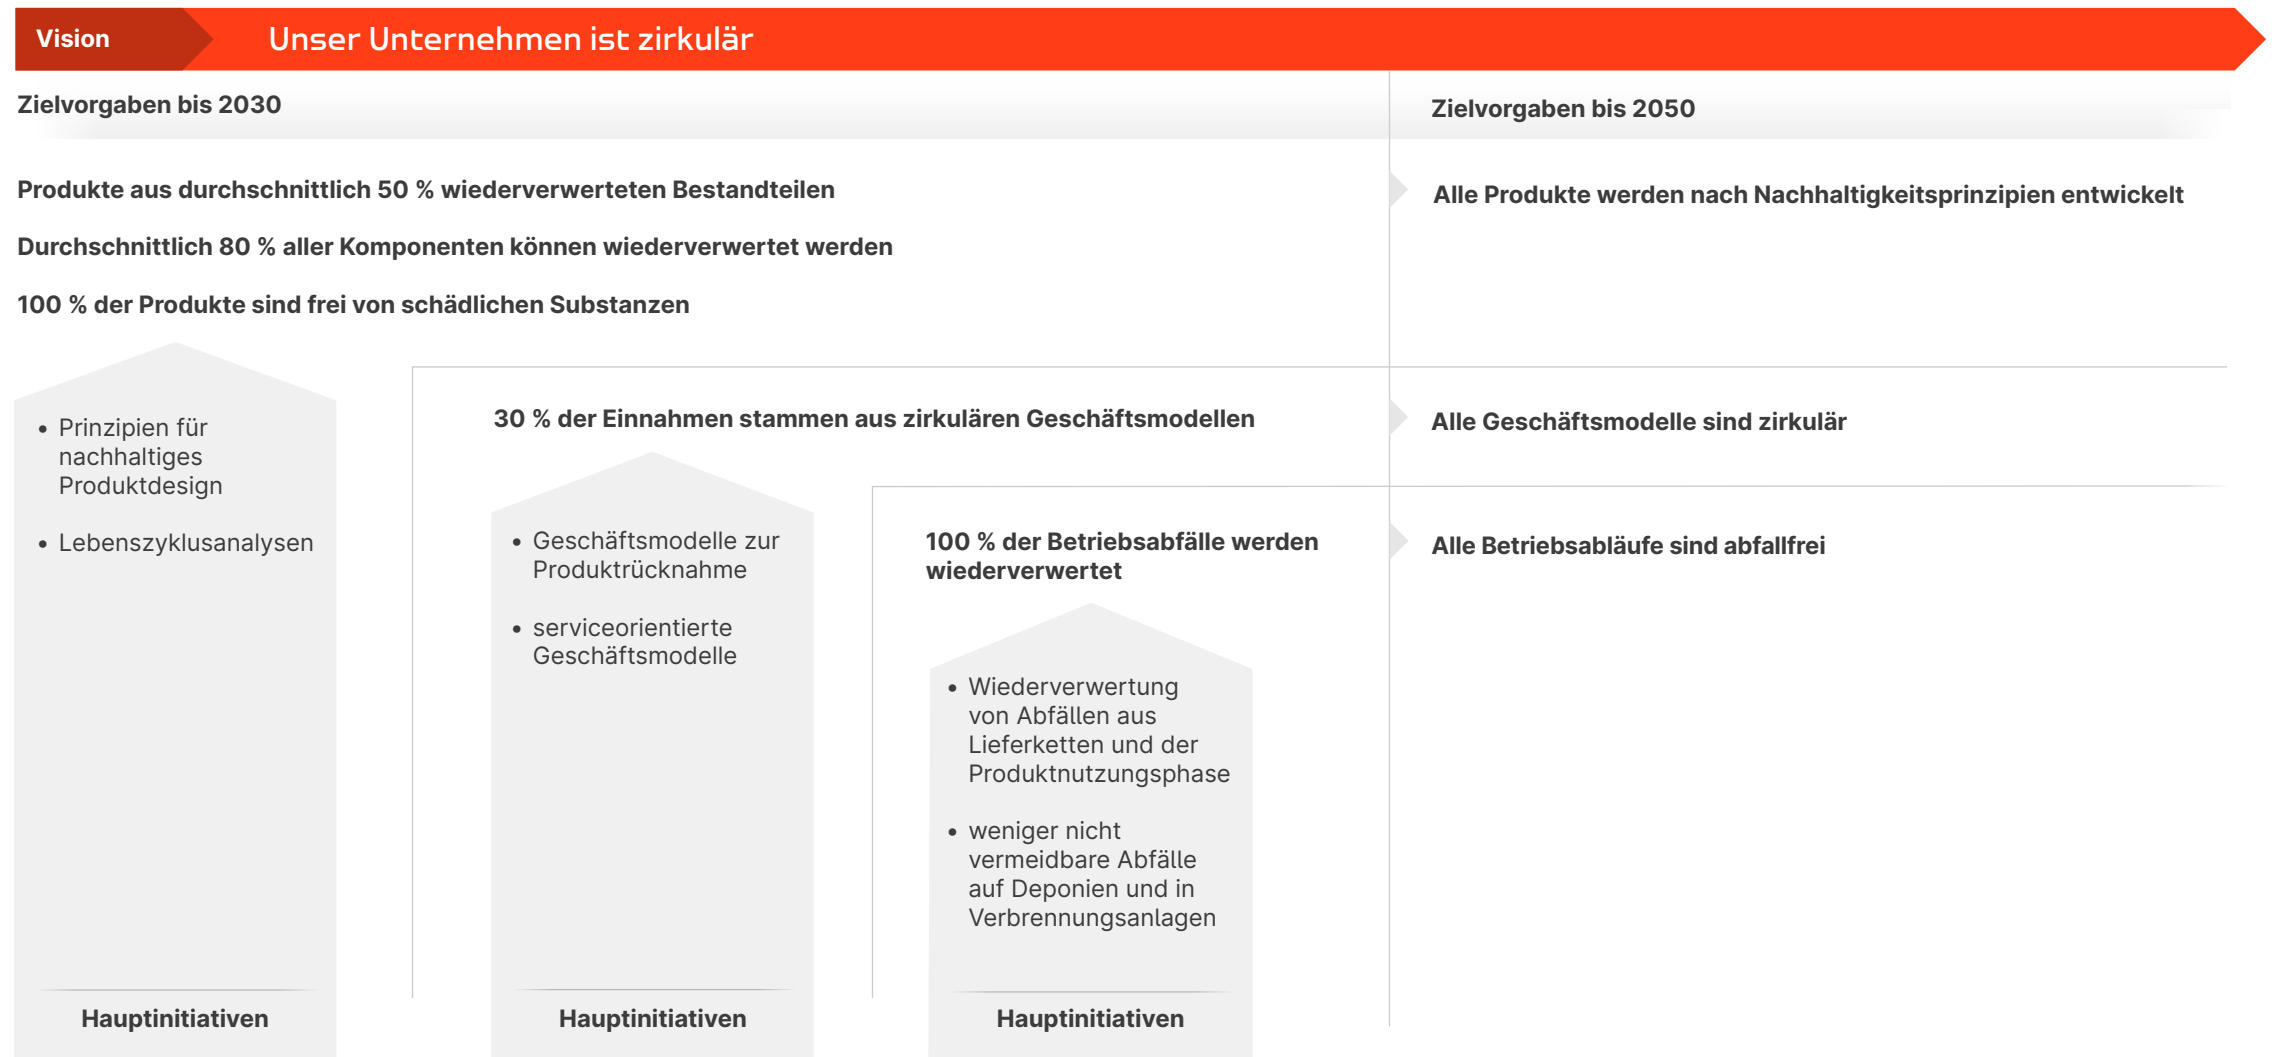 Vision
Unser Unternehmen ist zirkulär
Zielvorgaben bis 2030
Zielvorgaben bis 2050
Produkte aus durchschnittlich 50 % wiederverwerteten Bestandteilen
Alle Produkte werden nach Nachhaltigkeitsprinzipien entwickelt
Durchschnittlich 80 % aller Komponenten können wiederverwertet werden
100 % der Produkte sind frei von schädlichen Substanzen
• Prinzipien für
nachhaltiges
Produktdesign
• Lebenszyklusanalysen
Hauptinitiativen
30 % der Einnahmen stammen aus zirkulären Geschäftsmodellen
Alle Geschäftsmodelle sind zirkulär
• Geschäftsmodelle zur
Produktrücknahme
• serviceorientierte
Geschäftsmodelle
Hauptinitiativen
100 % der Betriebsabfälle werden
wiederverwertet
Alle Betriebsabläufe sind abfallfrei
• Wiederverwertung
von Abfällen aus
Lieferketten und der
Produktnutzungsphase
• weniger nicht
vermeidbare Abfälle
auf Deponien und in
Verbrennungsanlagen
Hauptinitiativen